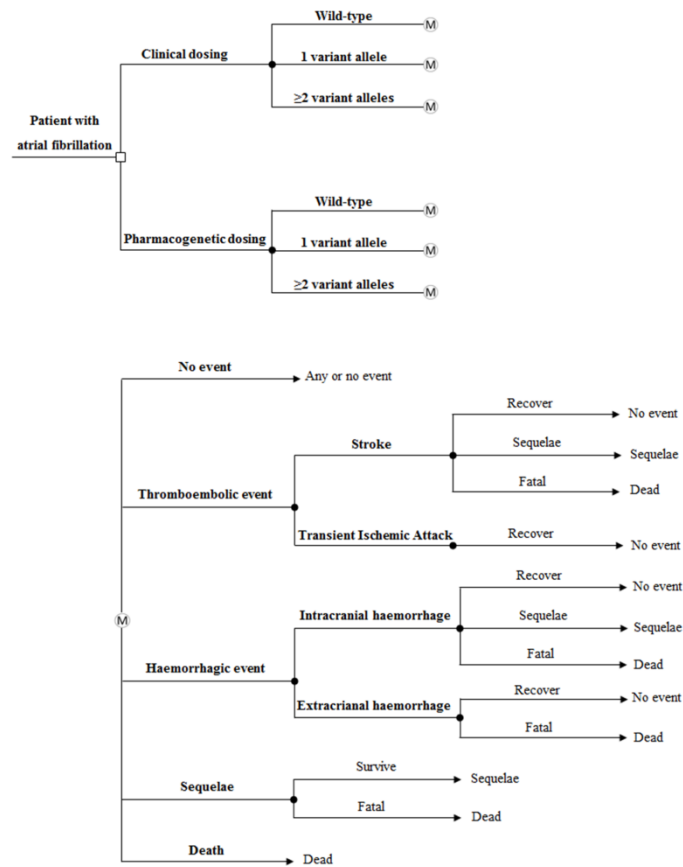 Wild-type
M
Clinical dosing
1 variant allele
M
≥2 variant alleles
M
Patient with
atrial fibrillation
Wild-type
M
Pharmacogenetic dosing
1 variant allele
M
≥2 variant alleles
M
No event
Any or no event
Recover
No event
Stroke
Sequelae
Sequelae
Fatal
Dead
Thromboembolic event
Transient Ischemic Attack
Recover
No event
M
Recover
No event
Intracranial haemorrhage
Sequelae
Sequelae
Fatal
Dead
Haemorrhagic event
Extracrianal haemorrhage
Recover
No event
Fatal
Dead
Sequelae
Survive
Sequelae
Fatal
Dead
Death
Dead